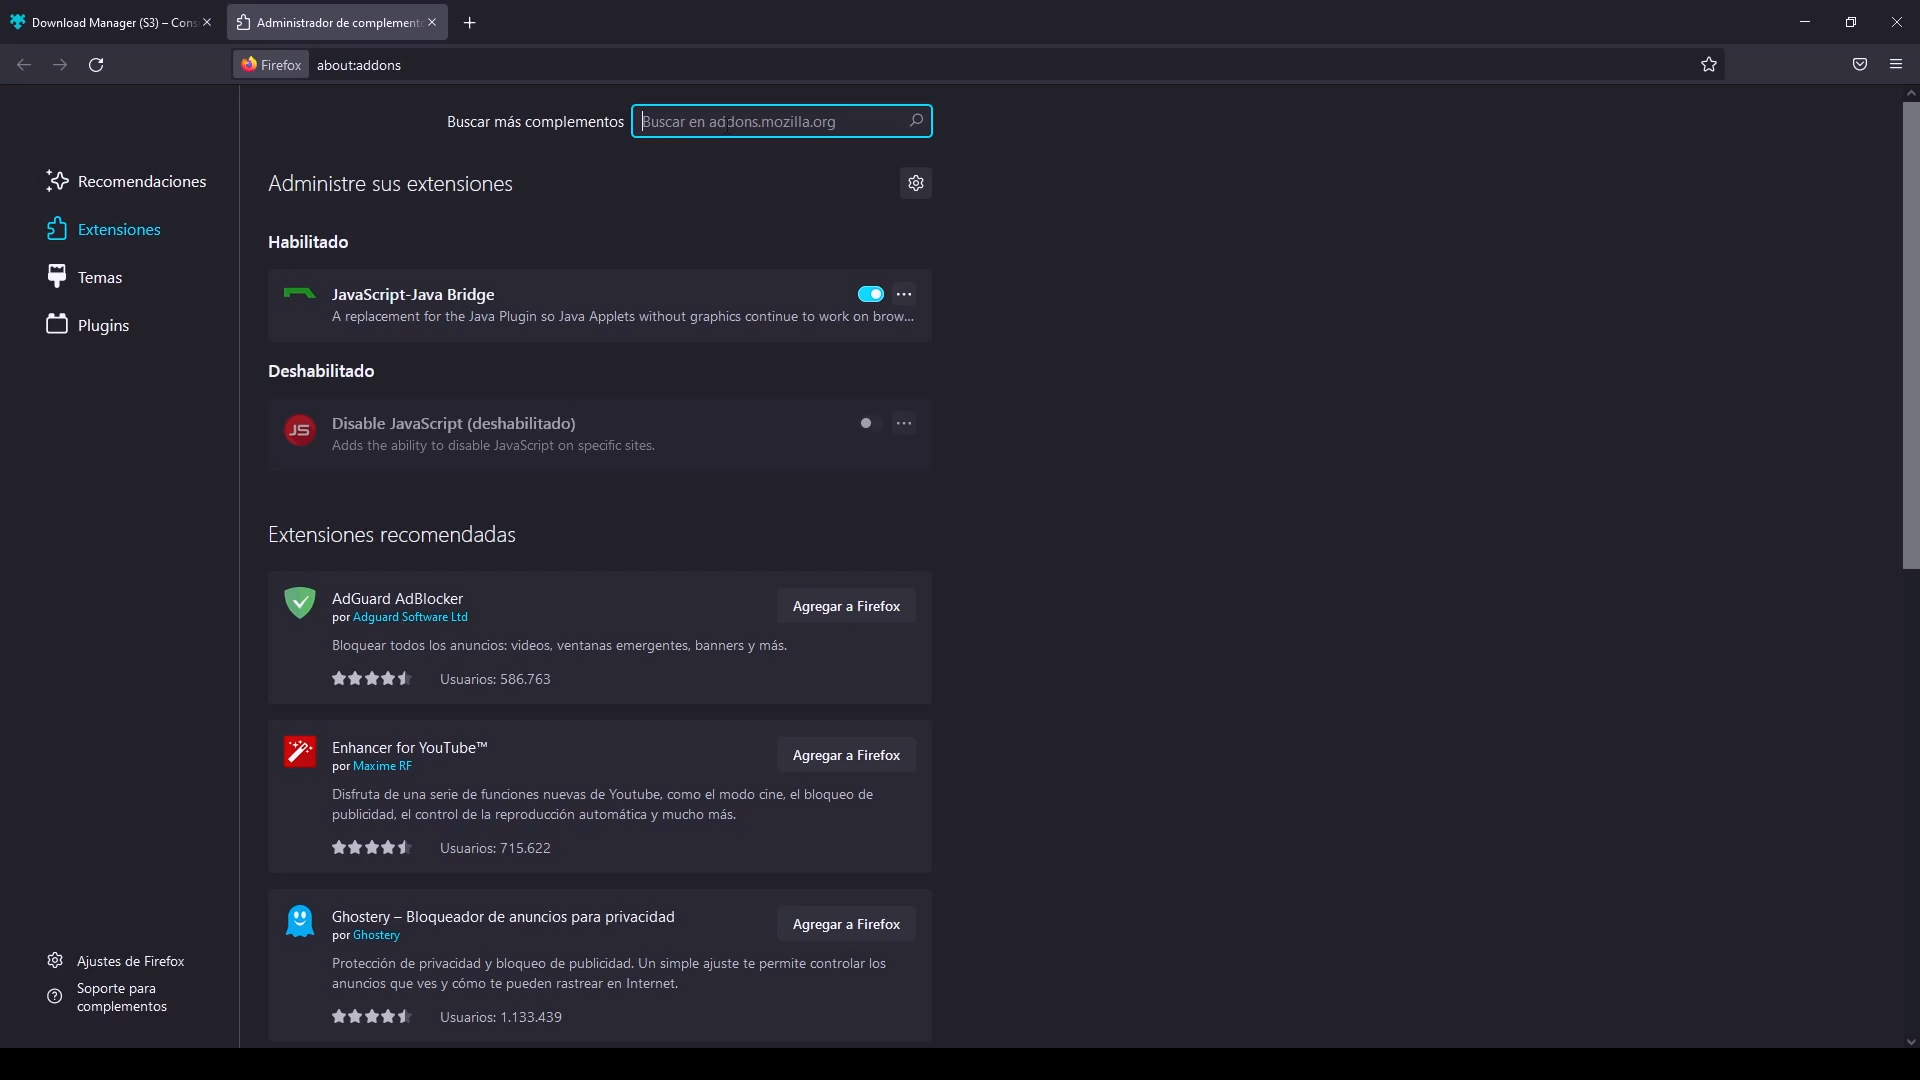 Download Manager (S3) – Cons
Administrador de complemento
Firefox
about:addons
Buscar más complementos
Buscar en addons.mozilla.org
Recomendaciones
Extensiones
Temas
Plugins
Administre sus extensiones
Habilitado
JavaScript-Java Bridge
A replacement for the Java Plugin so Java Applets without graphics continue to work on brow...
Deshabilitado
JS
Disable JavaScript (deshabilitado)
Adds the ability to disable JavaScript on specific sites.
Extensiones recomendadas
AdGuard AdBlocker
por Adguard Software Ltd
Agregar a Firefox
Bloquear todos los anuncios: videos, ventanas emergentes, banners y más.
Usuarios: 586.763
Enhancer for YouTube™
por Maxime RF
Agregar a Firefox
Disfruta de una serie de funciones nuevas de Youtube, como el modo cine, el bloqueo de
publicidad, el control de la reproducción automática y mucho más.
Usuarios: 715.622
Ghostery – Bloqueador de anuncios para privacidad
por Ghostery
Agregar a Firefox
Protección de privacidad y bloqueo de publicidad. Un simple ajuste te permite controlar los
anuncios que ves y cómo te pueden rastrear en Internet.
Usuarios: 1.133.439
Ajustes de Firefox
Soporte para
complementos